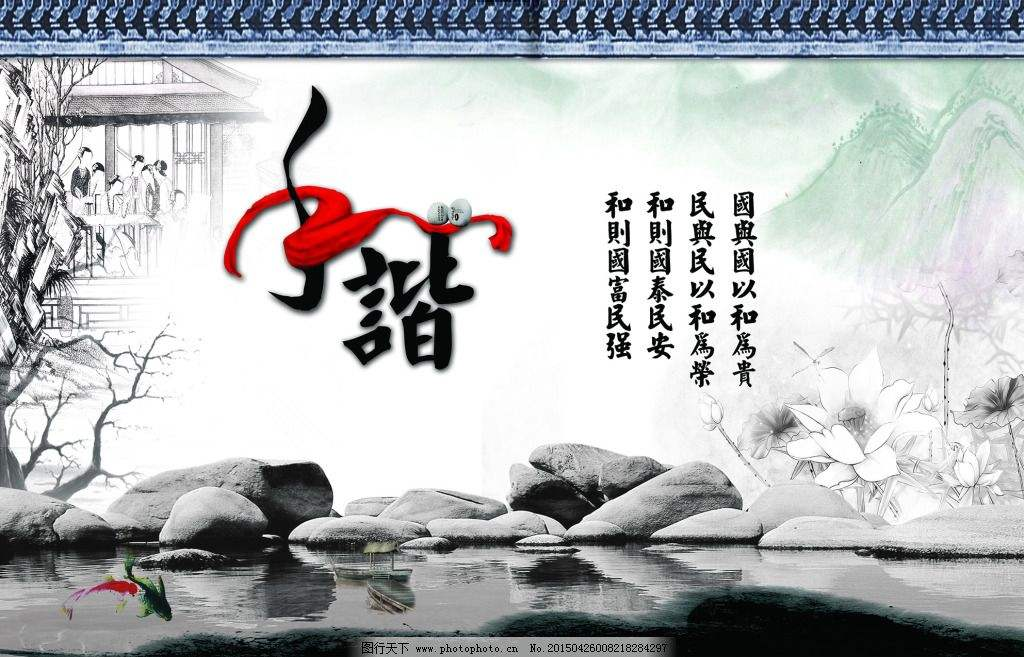 和諧
國與國以和為貴
民與民以和為榮
和則國泰民安
和則國富民强
图行天下 www.photophoto.cn No.20150426008218284297